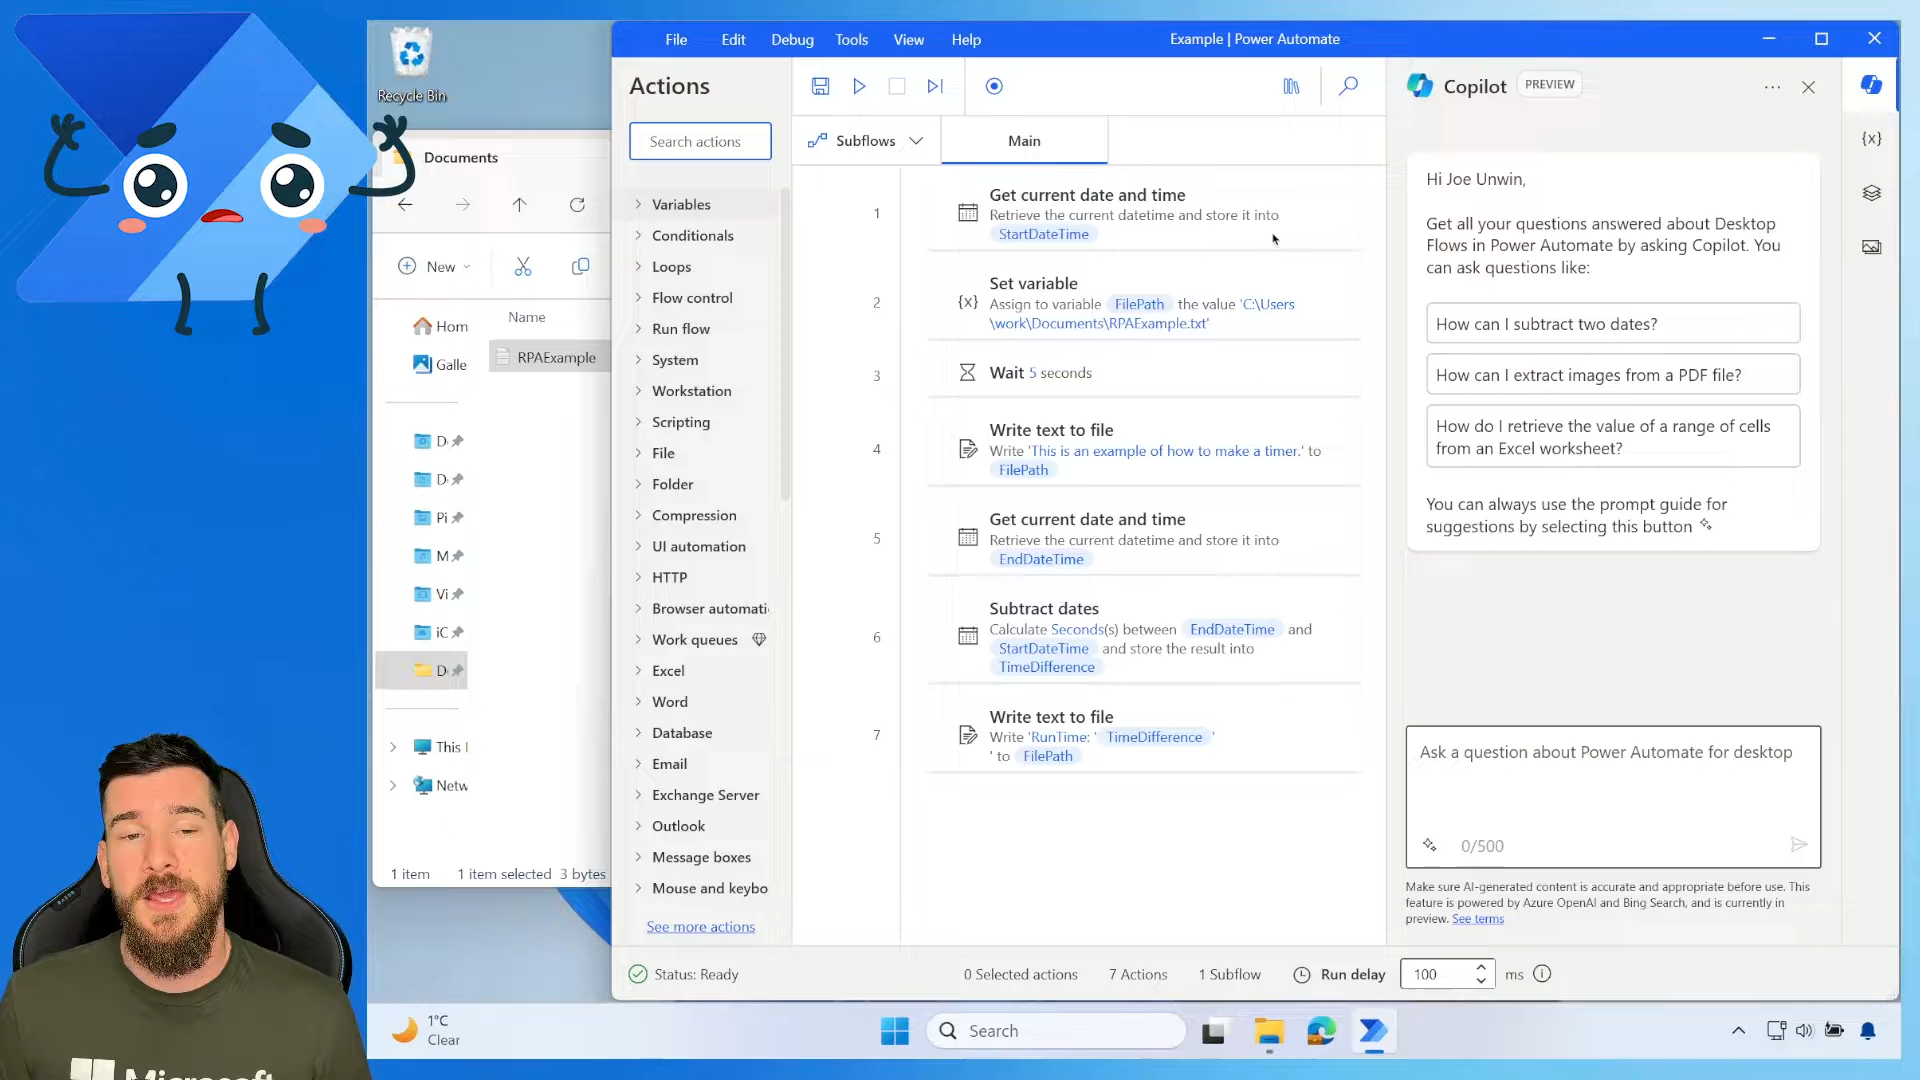 Recycle Bin
Documents
New
Name
Hom
RPAExample
Galle
D
D
Pi
M
Vi
iC
D
This
Netw
1 item
1 item selected
3 bytes
File
Edit
Debug
Tools
View
Help
Example | Power Automate
Actions
Search actions
Variables
Conditionals
Loops
Flow control
Run flow
System
Workstation
Scripting
File
Folder
Compression
UI automation
HTTP
Browser automati
Work queues
Excel
Word
Database
Email
Exchange Server
Outlook
Message boxes
Mouse and keybo
See more actions
Subflows
Main
1
Get current date and time
Retrieve the current datetime and store it into
StartDateTime
2
Set variable
{x} Assign to variable FilePath the value 'C:\Users
\work\Documents\RPAExample.txt'
3
Wait 5 seconds
4
Write text to file
Write 'This is an example of how to make a timer.' to
FilePath
5
Get current date and time
Retrieve the current datetime and store it into
EndDateTime
6
Subtract dates
Calculate Seconds(s) between EndDateTime and
StartDateTime and store the result into
TimeDifference
7
Write text to file
Write 'RunTime: ' TimeDifference '
' to FilePath
Copilot
PREVIEW
{x}
Hi Joe Unwin,
Get all your questions answered about Desktop
Flows in Power Automate by asking Copilot. You
can ask questions like:
How can I subtract two dates?
How can I extract images from a PDF file?
How do I retrieve the value of a range of cells
from an Excel worksheet?
You can always use the prompt guide for
suggestions by selecting this button
Ask a question about Power Automate for desktop
0/500
Make sure AI-generated content is accurate and appropriate before use. This
feature is powered by Azure OpenAI and Bing Search, and is currently in
preview. See terms
Status: Ready
0 Selected actions
7 Actions
1 Subflow
Run delay
100
ms
1°C
Clear
Search
Microsoft